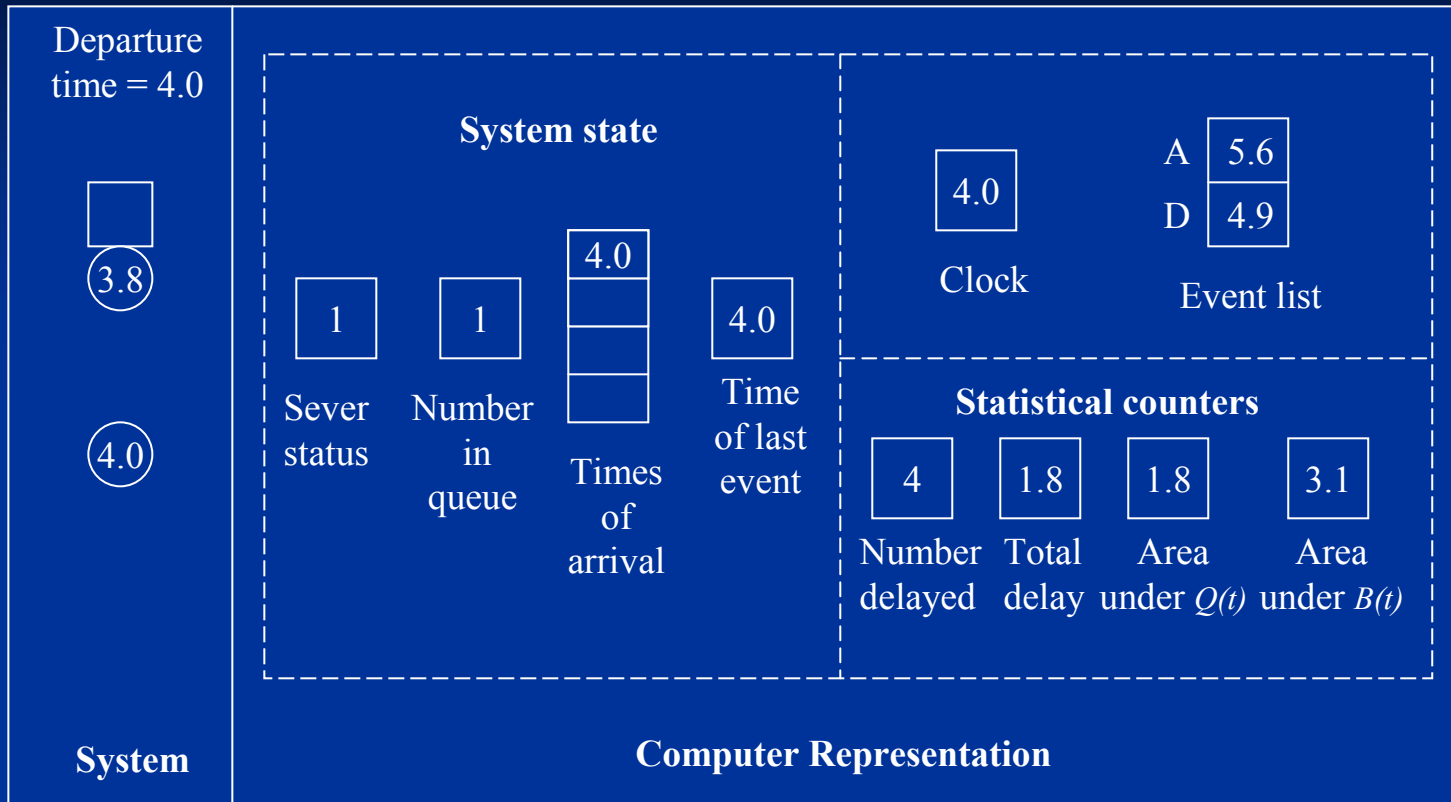 Departure
time = 4.0
3.8
4.0
System
System state
1
Sever
status
1
Number
in
queue
4.0
Times
of
arrival
4.0
Time
of last
event
4.0
Clock
A 5.6
D 4.9
Event list
Statistical counters
4
Number
delayed
1.8
Total
delay
1.8
Area
under Q(t)
3.1
Area
under B(t)
Computer Representation